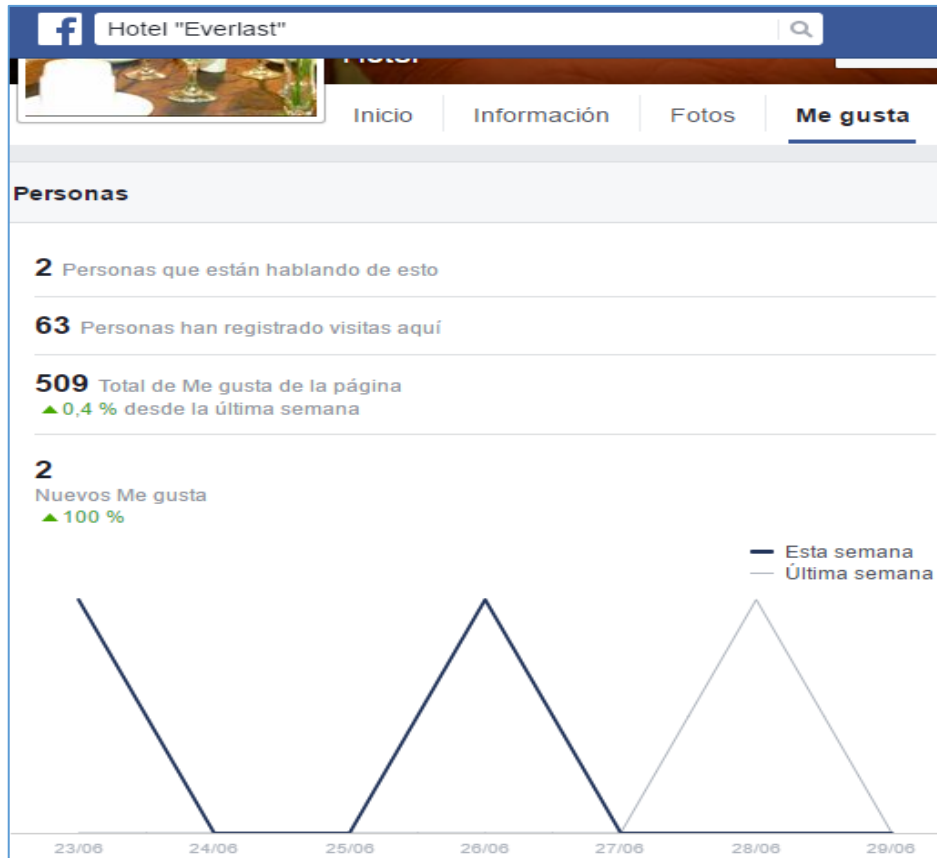 f Hotel "Everlast"
Inicio Información Fotos Me gusta
Personas
2 Personas que están hablando de esto
63 Personas han registrado visitas aquí
509 Total de Me gusta de la página
0,4 % desde la última semana
2
Nuevos Me gusta
100 %
Esta semana
Última semana
23/06 24/06 25/06 26/06 27/06 28/06 29/06